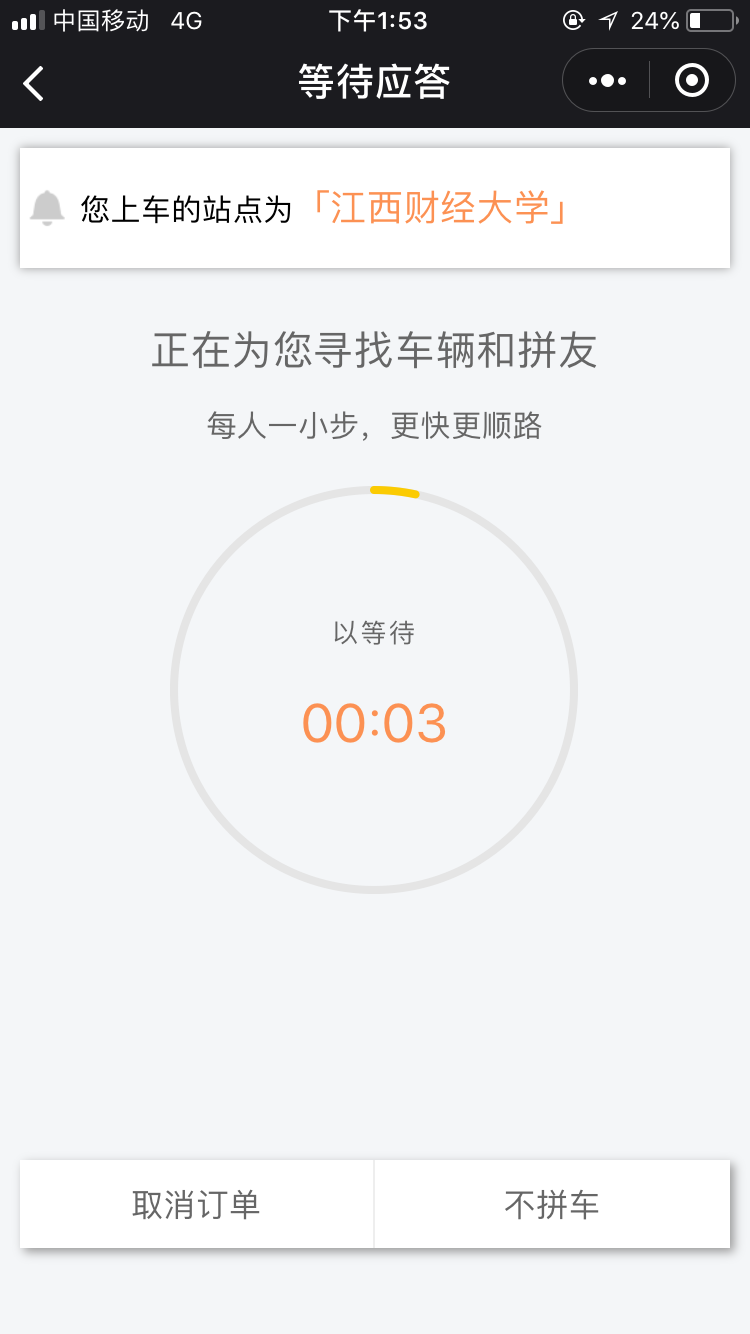 中国移动 4G 下午1:53 24%
等待应答
您上车的站点为「江西财经大学」
正在为您寻找车辆和拼友
每人一小步，更快更顺路
以等待
00:03
取消订单 不拼车